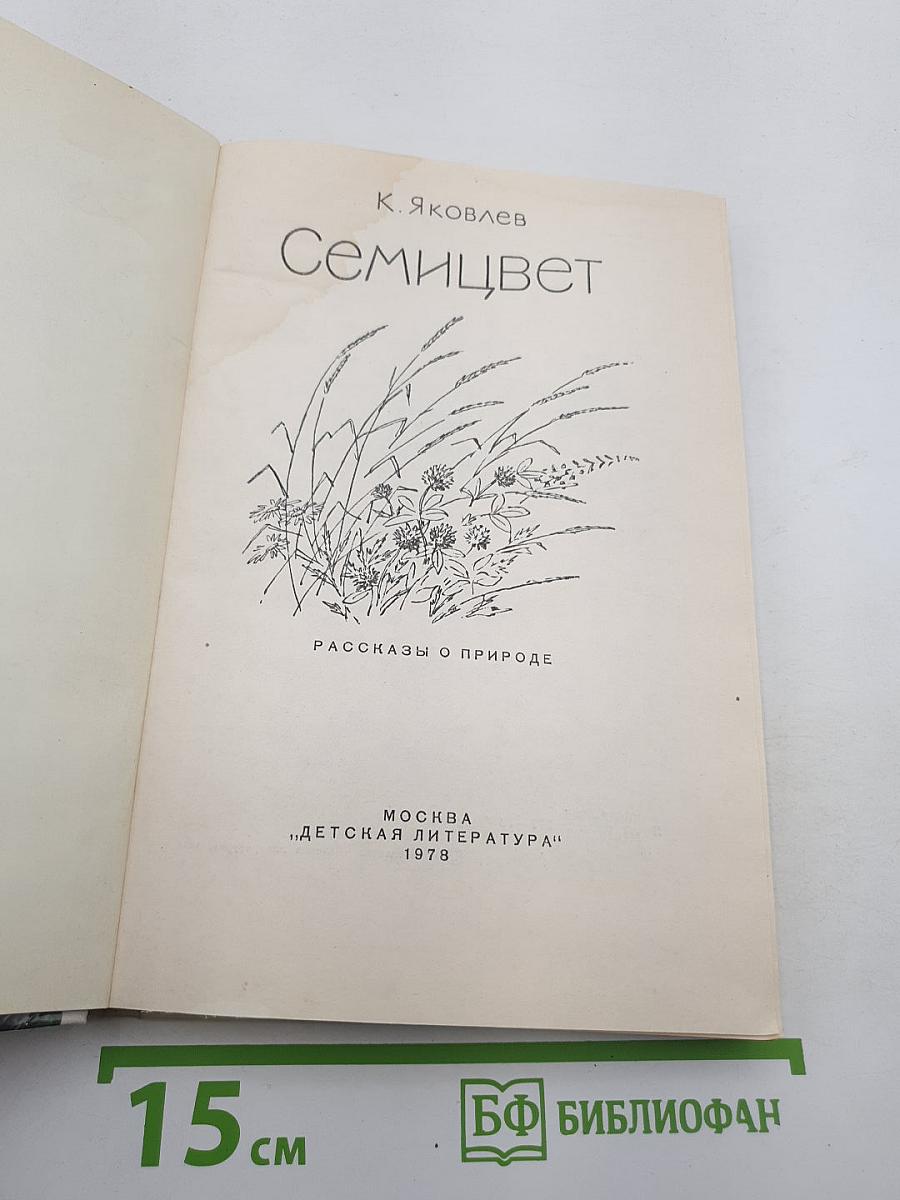 К. Яковлев
Семицвет
РАССКАЗЫ О ПРИРОДЕ
МОСКВА
„ДЕТСКАЯ ЛИТЕРАТУРА“
1978
15 см
БФ БИБЛИОФАН